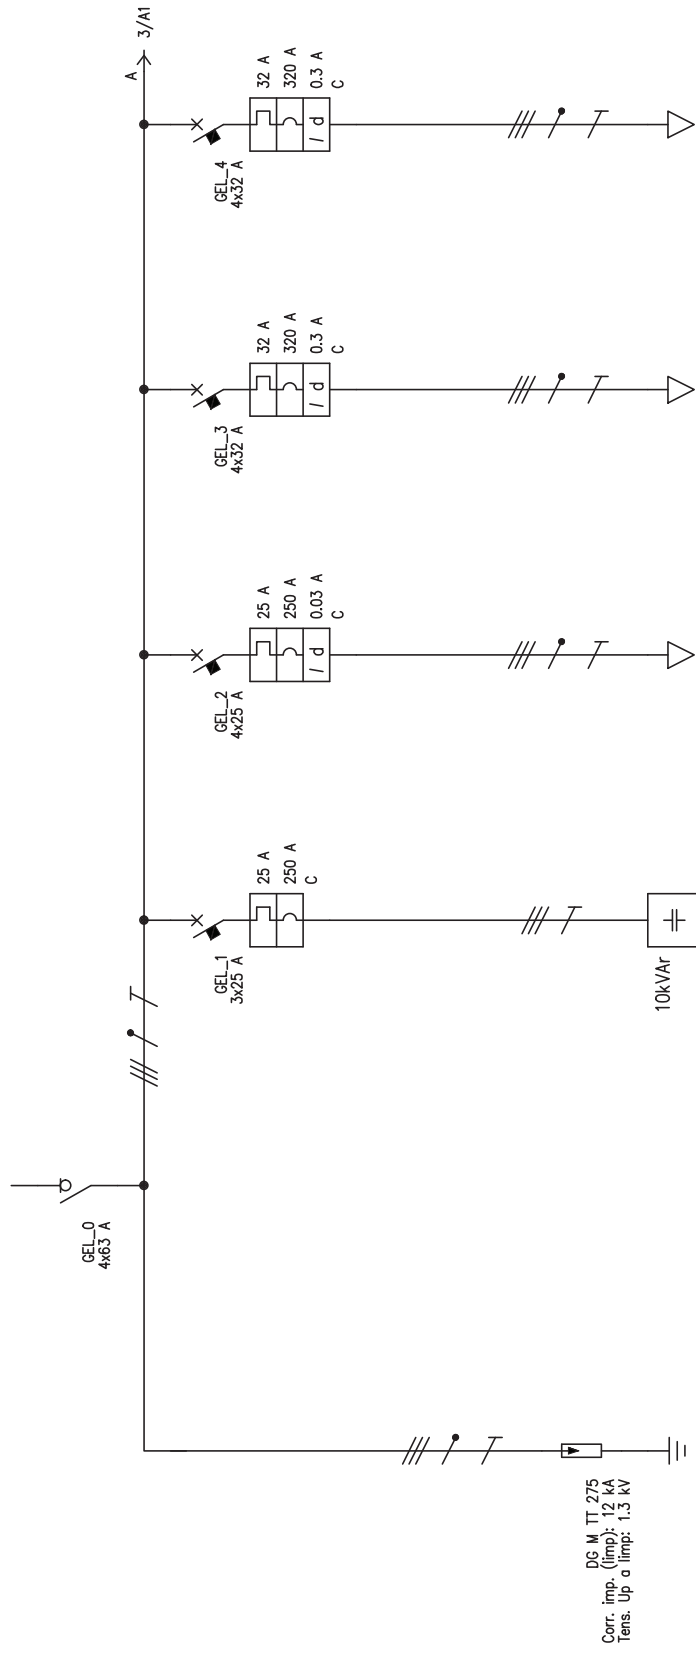 DG M TT 275
Corr. imp. (Iimp): 12 kA
Tens. Up a Iimp: 1.3 kV
GEL_0
4x63 A
GEL_1
3x25 A
25 A
250 A
C
10kVAr
GEL_2
4x25 A
25 A
250 A
0.03 A
C
I d
GEL_3
4x32 A
32 A
320 A
0.3 A
C
I d
GEL_4
4x32 A
32 A
320 A
0.3 A
C
I d
A
3/A1